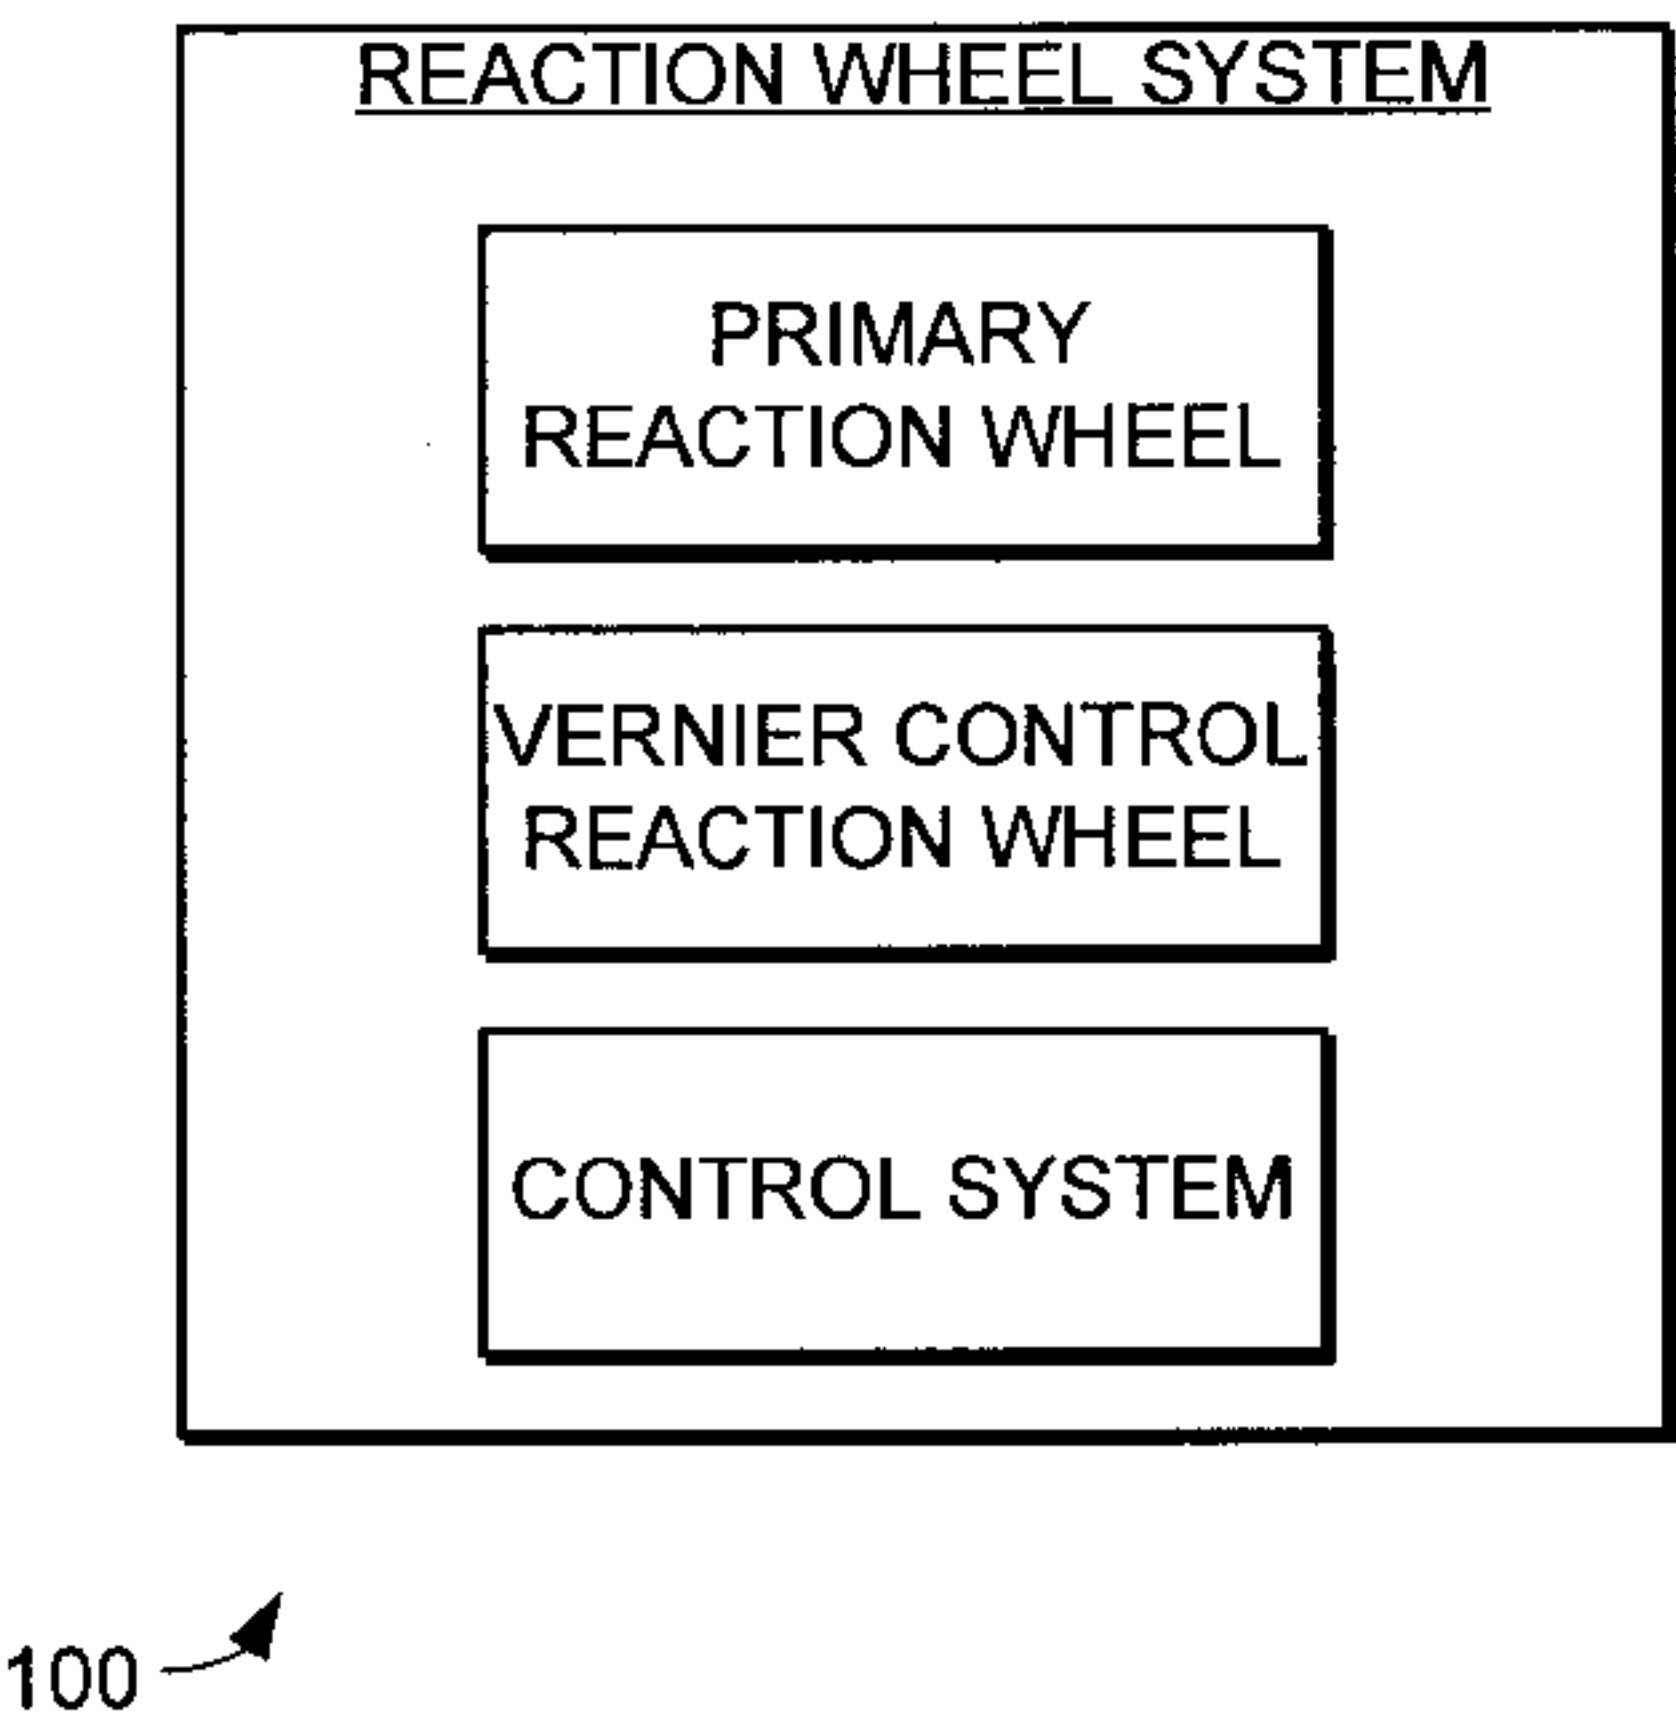 REACTION WHEEL SYSTEM
PRIMARY
REACTION WHEEL
VERNIER CONTROL
REACTION WHEEL
CONTROL SYSTEM
100